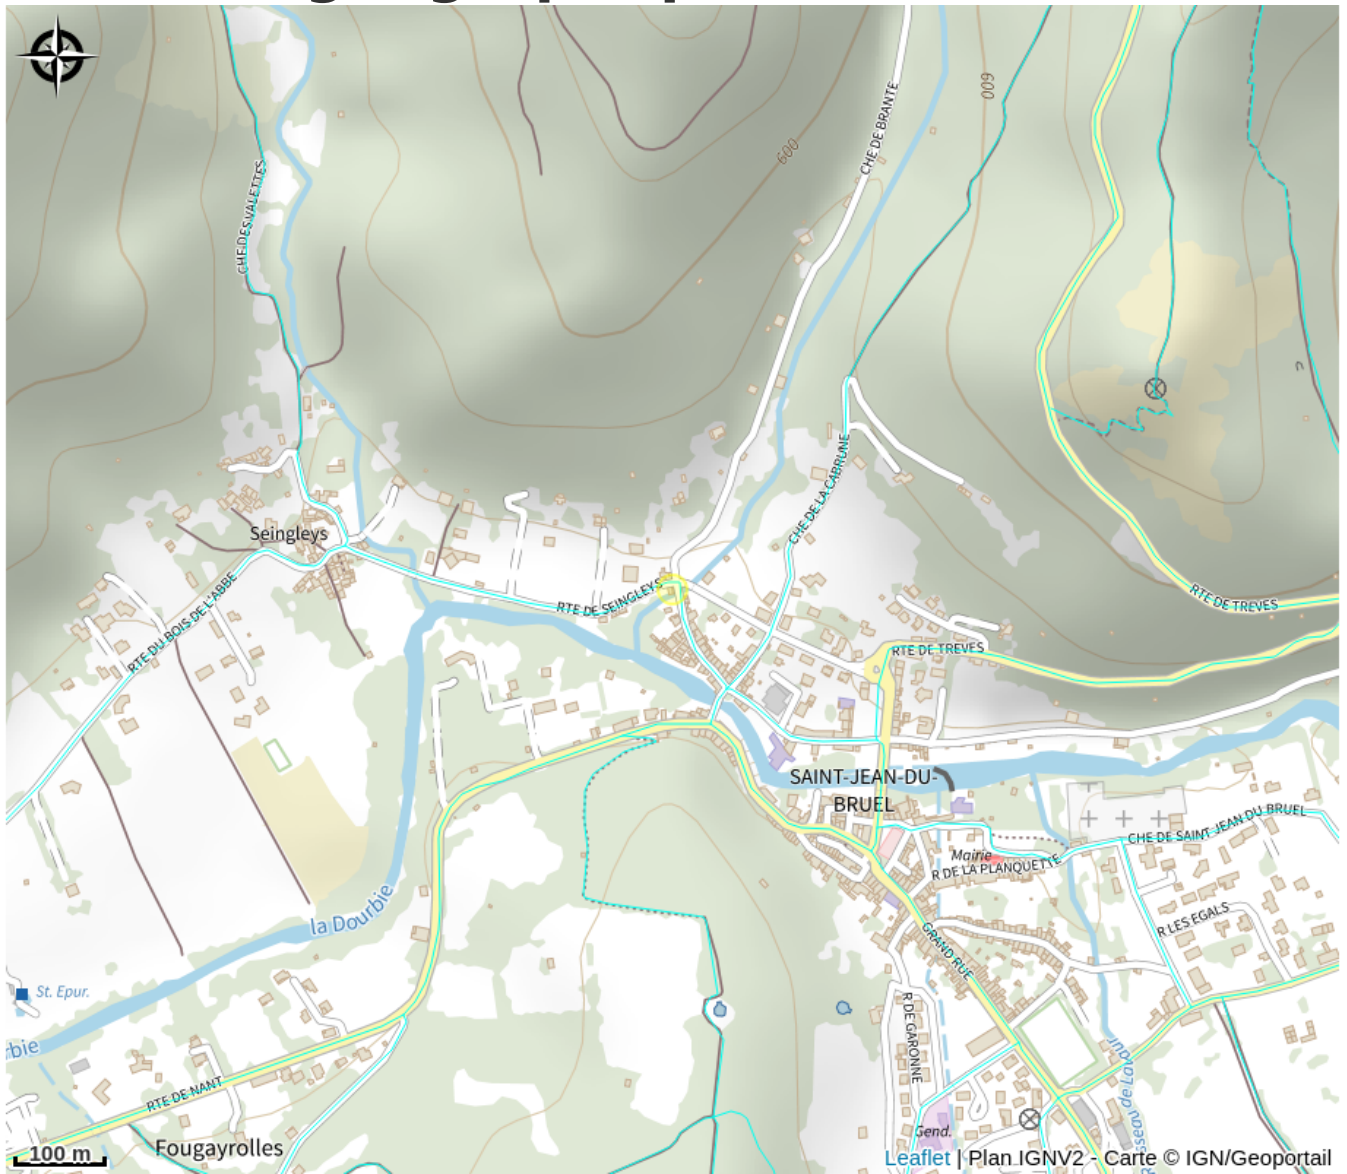 CHE DE BRANTE
600
600
CHE DES VALETTES
CHE DE LA CABRUNE
Seingleys
RTE DE SEINGLEYS
RTE DU BOIS DE L'ABBE
RTE DE TREVES
RTE DE TREVES
SAINT-JEAN-DU-
BRUEL
Mairie
R DE LA PLANQUETTE
CHE DE SAINT JEAN DU BRUEL
R LES EGALS
GRAND RUE
la Dourbie
St. Epur.
rbie
R DE GARONNE
RTE DE NANT
Fougayrolles
Gend.
100 m
Leaflet | Plan IGNV2 - Carte © IGN/Geoportail